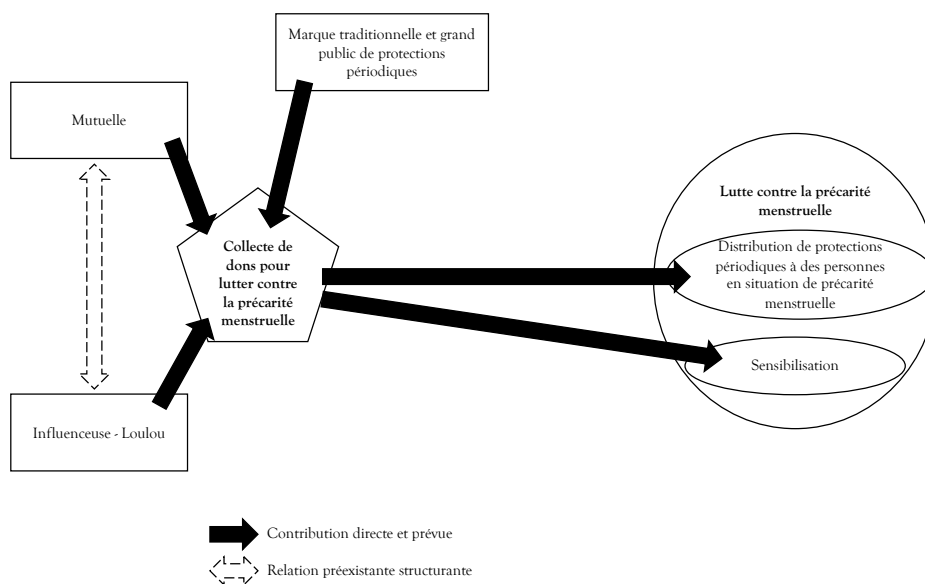 Marque traditionnelle et grand
public de protections
périodiques
Mutuelle
Lutte contre la précarité
menstruelle
Collecte de
dons pour
lutter contre
la précarité
menstruelle
Distribution de protections
périodiques à des personnes
en situation de précarité
menstruelle
Sensibilisation
Influenceuse - Loulou
Contribution directe et prévue
Relation préexistante structurante